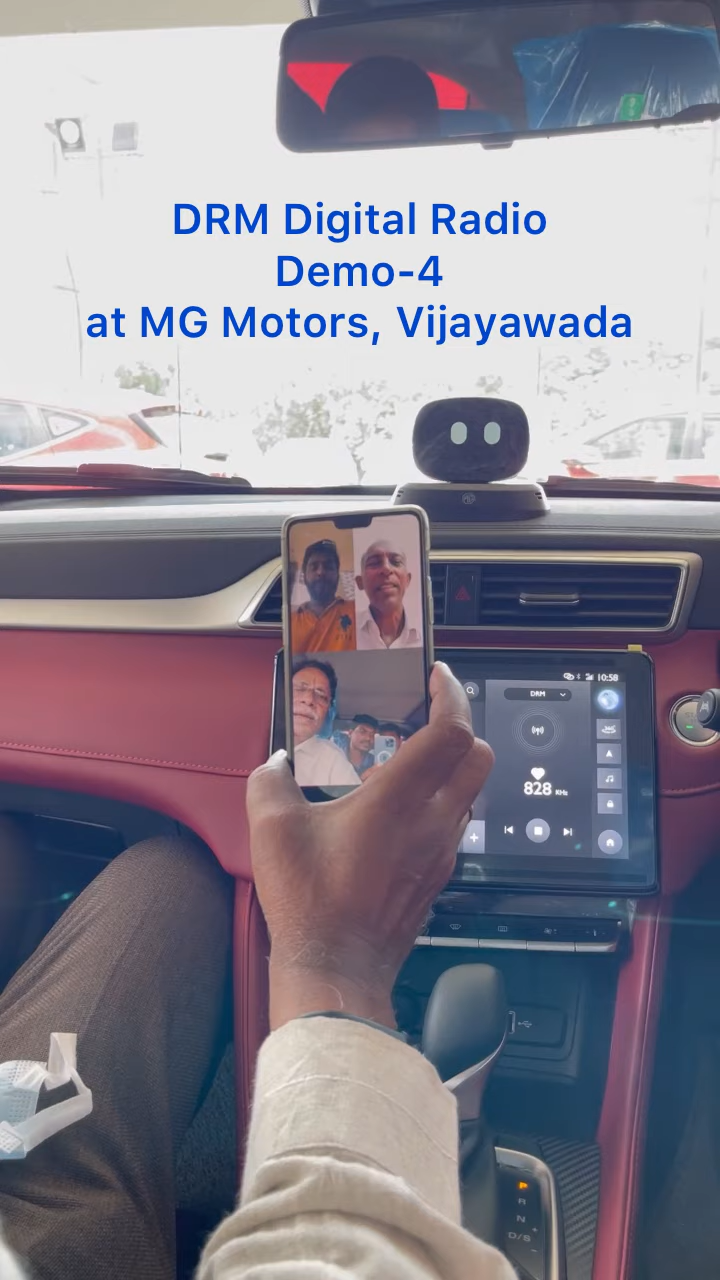 DRM Digital Radio
Demo-4
at MG Motors, Vijayawada
10:58
DRM
828 KHz
P
R
N
D/S
+
-